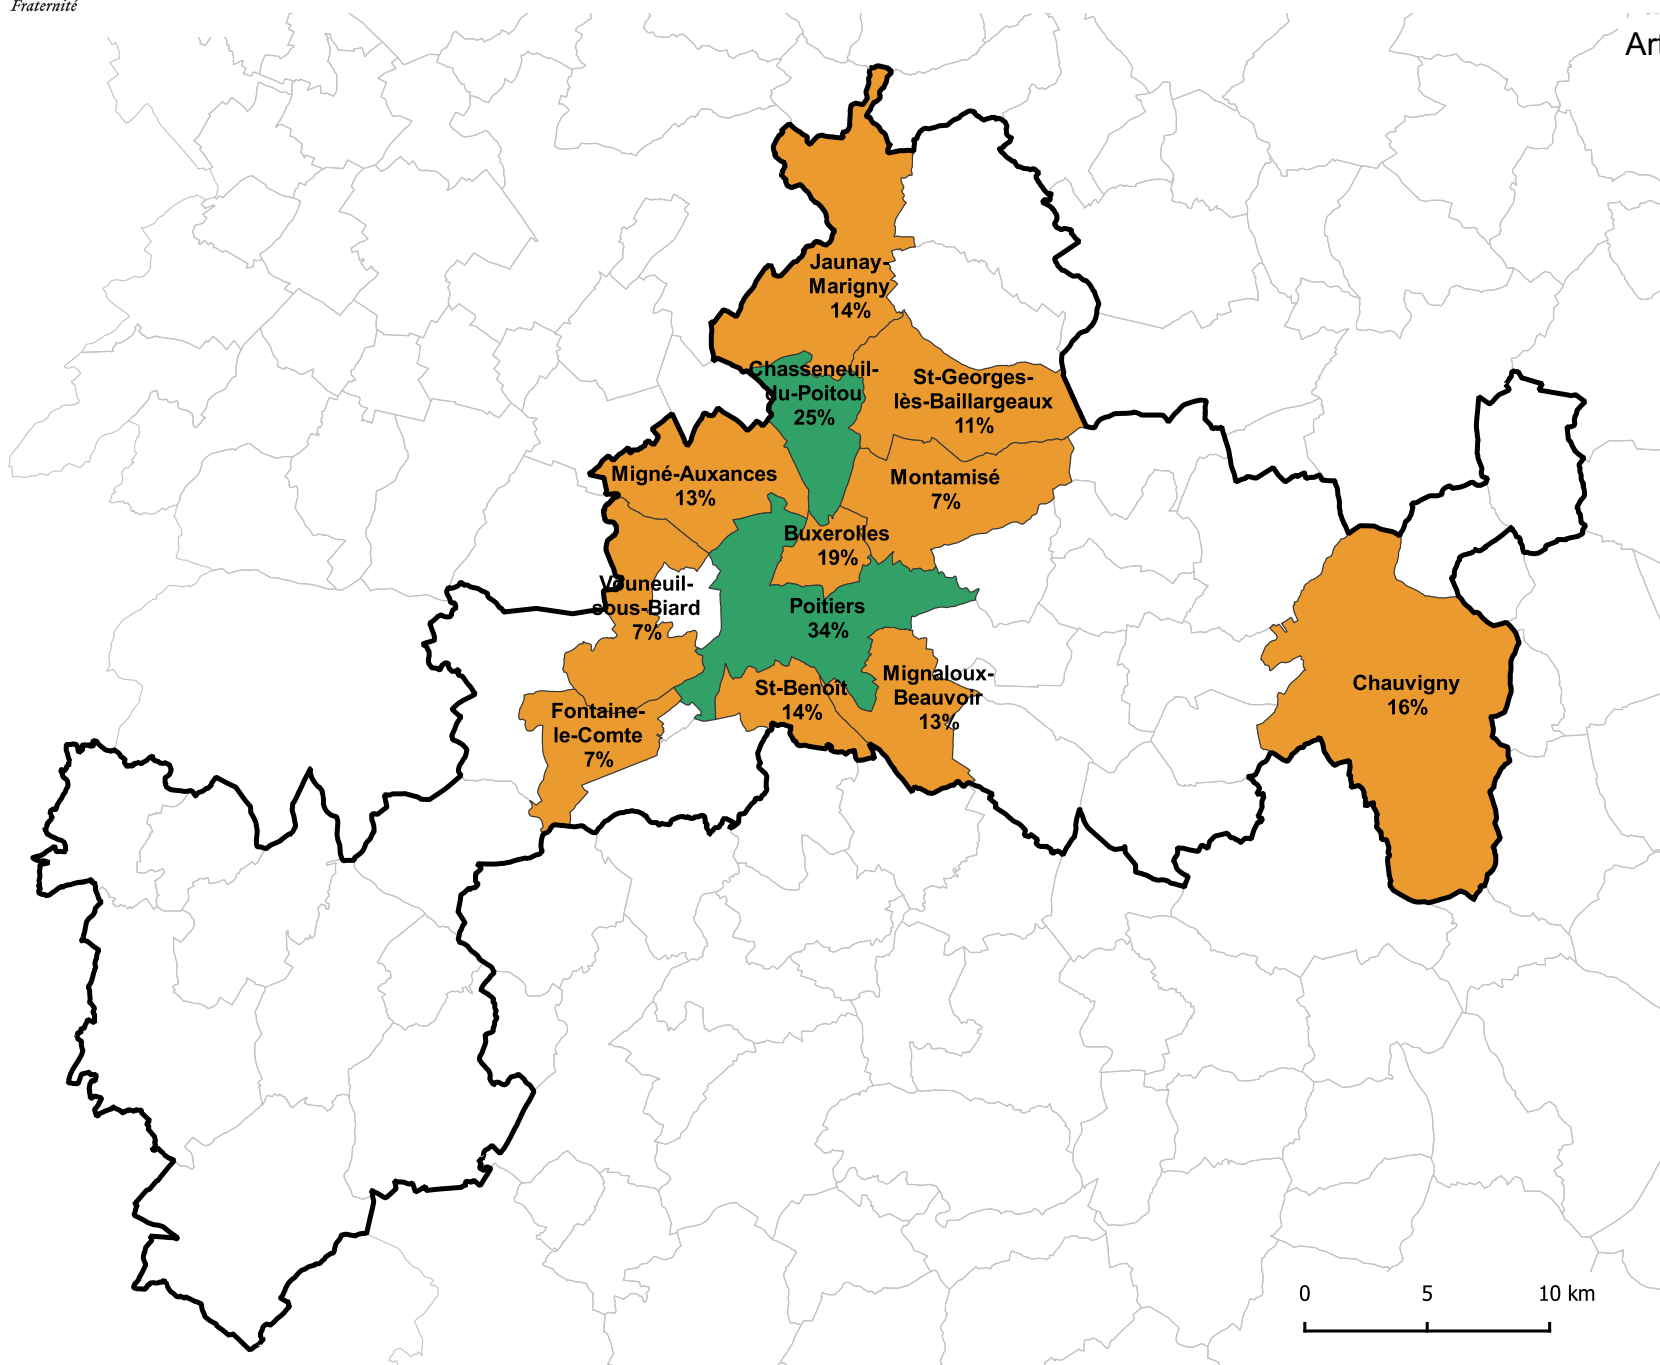 Fraternité
Jaunay-
Marigny
14%
Chasseneuil-
du-Poitou
25%
St-Georges-
lès-Baillargeaux
11%
Migné-Auxances
13%
Montamisé
7%
Buxerolles
19%
Vouneuil-
sous-Biard
7%
Poitiers
34%
Mignaloux-
Beauvoir
13%
St-Benoît
14%
Fontaine-
le-Comte
7%
Chauvigny
16%
0 5 10 km